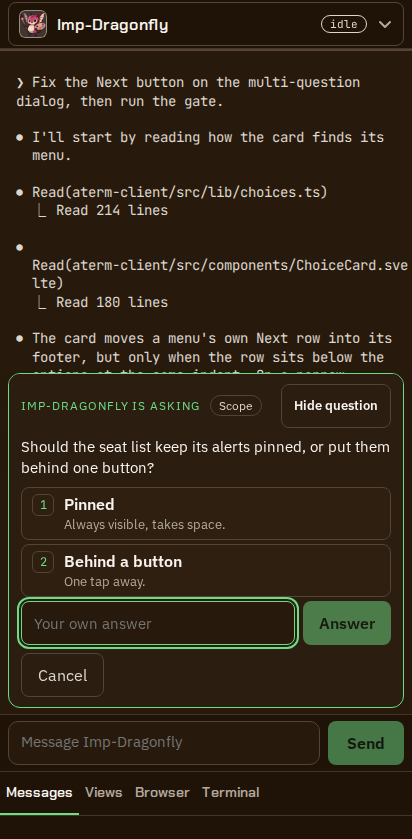 Imp-Dragonfly
idle
❯ Fix the Next button on the multi-question
dialog, then run the gate.
● I'll start by reading how the card finds its
menu.
● Read(aterm-client/src/lib/choices.ts)
⎿ Read 214 lines
●
Read(aterm-client/src/components/ChoiceCard.sve
lte)
⎿ Read 180 lines
● The card moves a menu's own Next row into its
footer, but only when the row sits below the
IMP-DRAGONFLY IS ASKING
Scope
Hide question
Should the seat list keep its alerts pinned, or put them
behind one button?
1 Pinned
Always visible, takes space.
2 Behind a button
One tap away.
Your own answer
Answer
Cancel
Message Imp-Dragonfly
Send
Messages Views Browser Terminal